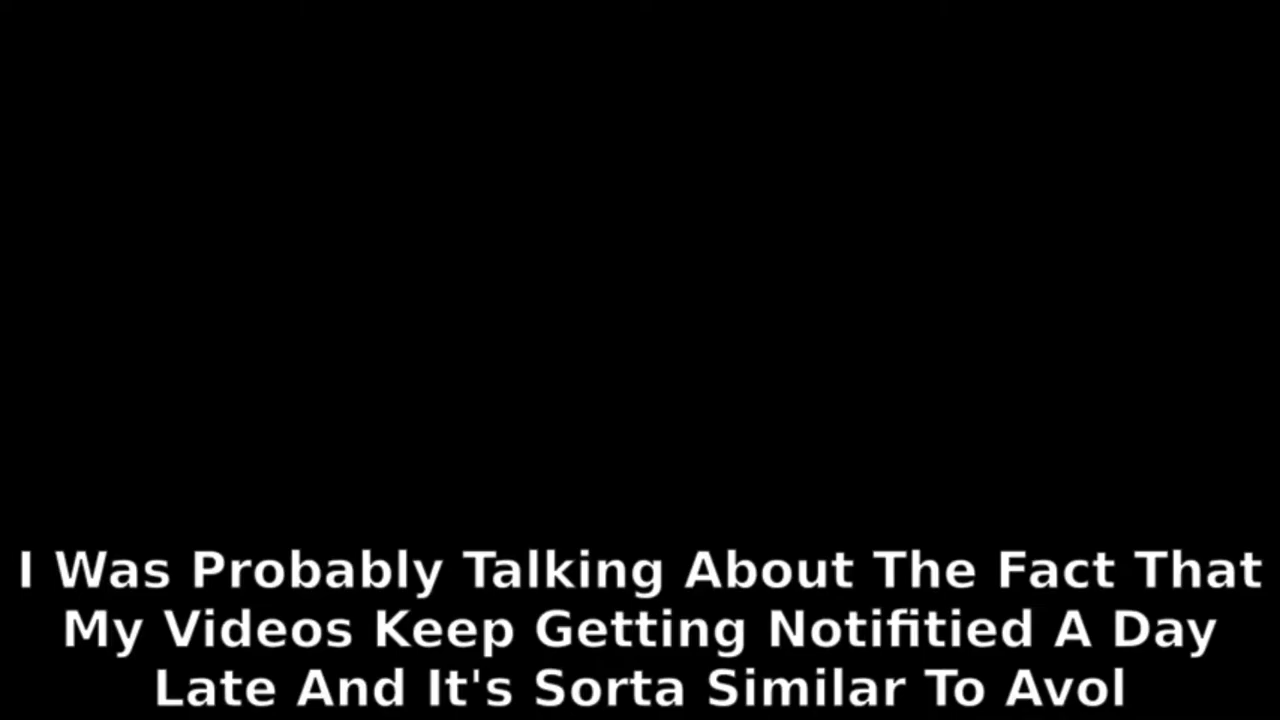 I Was Probably Talking About The Fact That
My Videos Keep Getting Notifitied A Day
Late And It's Sorta Similar To Avol